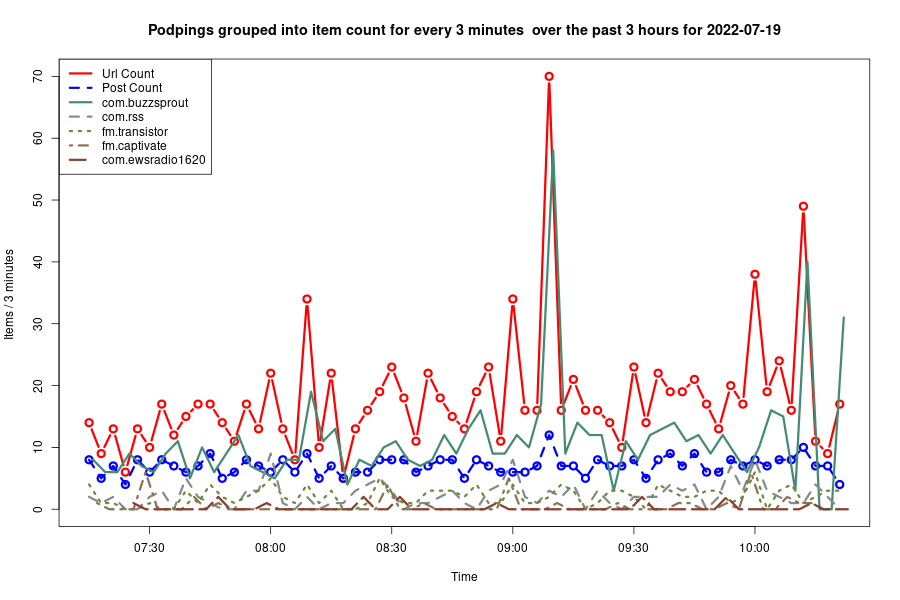 Podpings grouped into item count for every 3 minutes  over the past 3 hours for 2022-07-19
Url Count
Post Count
com.buzzsprout
com.rss
fm.transistor
fm.captivate
com.ewsradio1620
Items / 3 minutes
70
60
50
40
30
20
10
0
07:30 08:00 08:30 09:00 09:30 10:00
Time